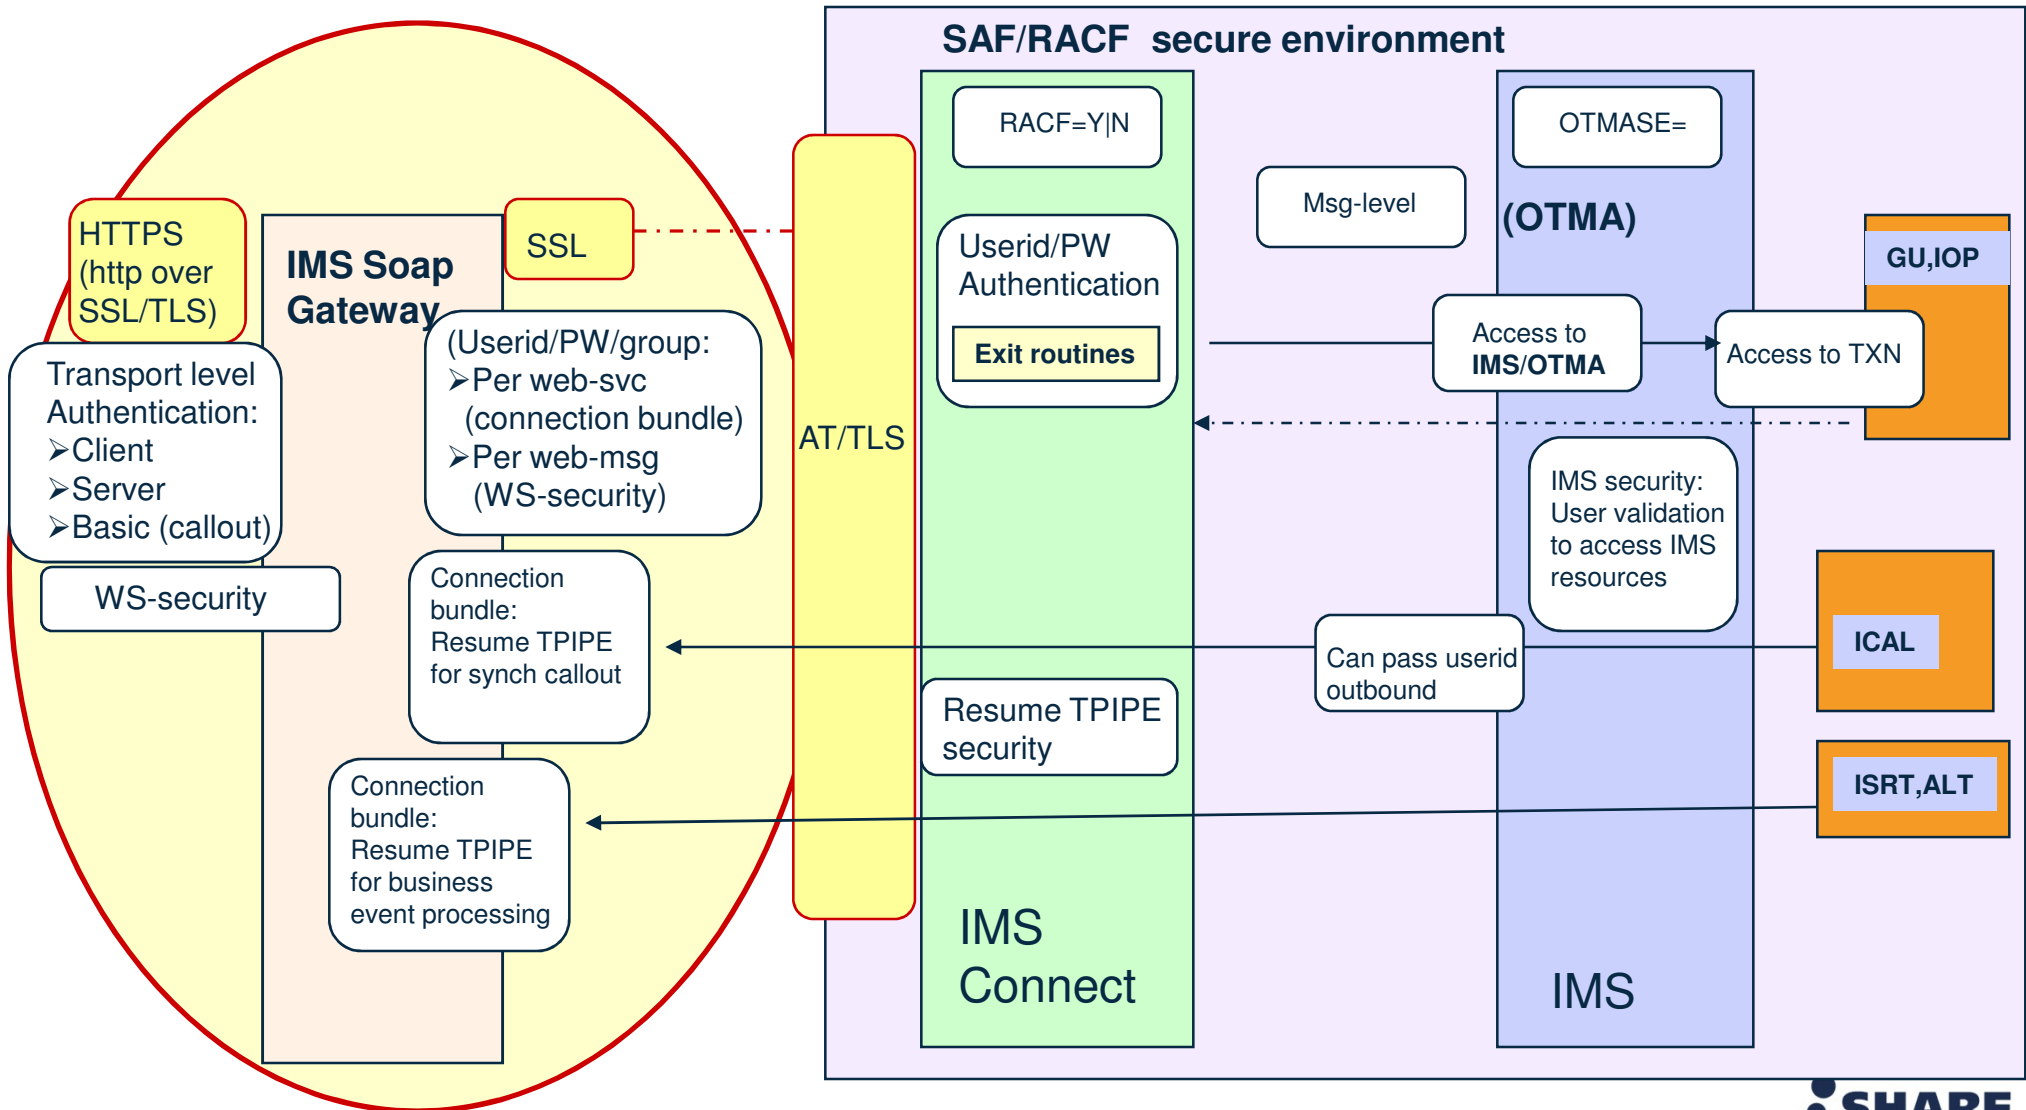 SAF/RACF secure environment
RACF=Y|N
OTMASE=
Msg-level
(OTMA)
HTTPS
(http over
SSL/TLS)
IMS Soap
Gateway
SSL
Userid/PW
Authentication
Exit routines
GU,IOP
Access to
IMS/OTMA
Access to TXN
Transport level
Authentication:
➢Client
➢Server
➢Basic (callout)
(Userid/PW/group:
➢Per web-svc
(connection bundle)
➢Per web-msg
(WS-security)
AT/TLS
IMS security:
User validation
to access IMS
resources
WS-security
Connection
bundle:
Resume TPIPE
for synch callout
Can pass userid
outbound
ICAL
Resume TPIPE
security
ISRT,ALT
Connection
bundle:
Resume TPIPE
for business
event processing
IMS
Connect
IMS
SHARE